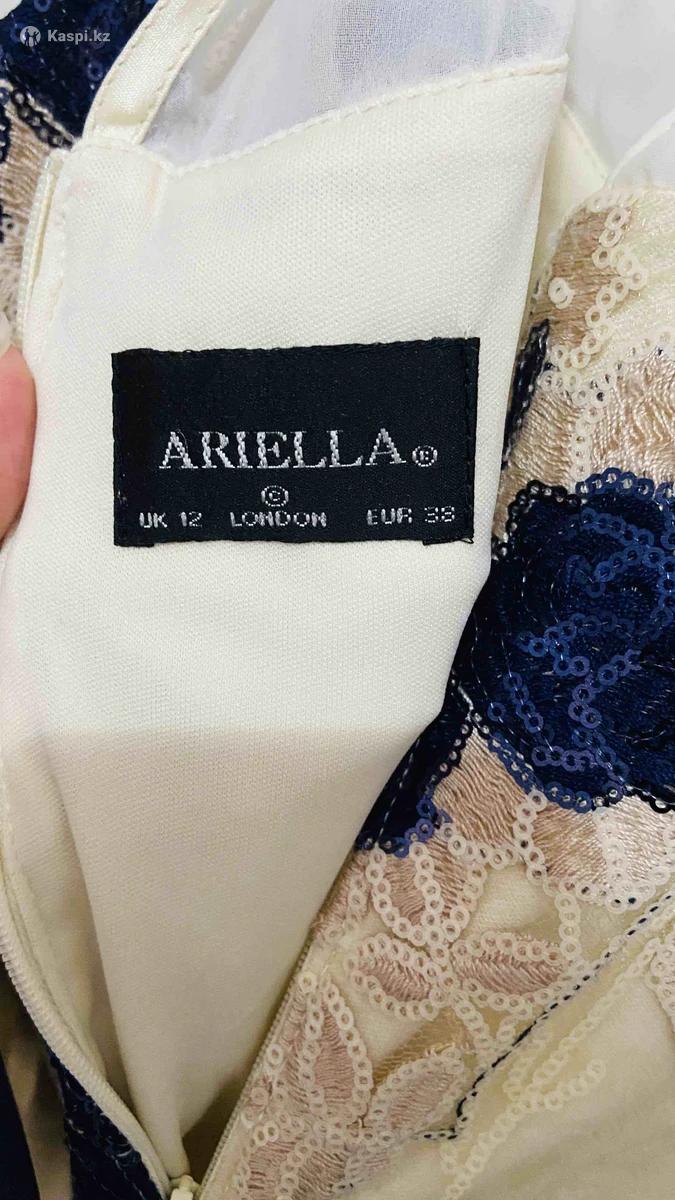 Kaspi.kz
ARIELLA®
©
UK 12 LONDON EUR 38